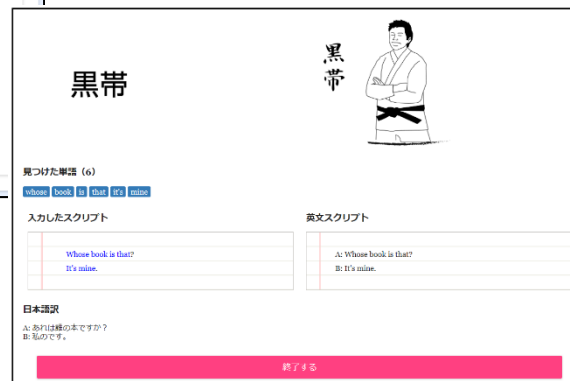 黒帯
黒帯
見つけた単語（6）
whose book is that it's mine
入力したスクリプト
Whose book is that?
It's mine.
英文スクリプト
A: Whose book is that?
B: It's mine.
日本語訳
A: あれは誰の本ですか？
B: 私のです。
終了する